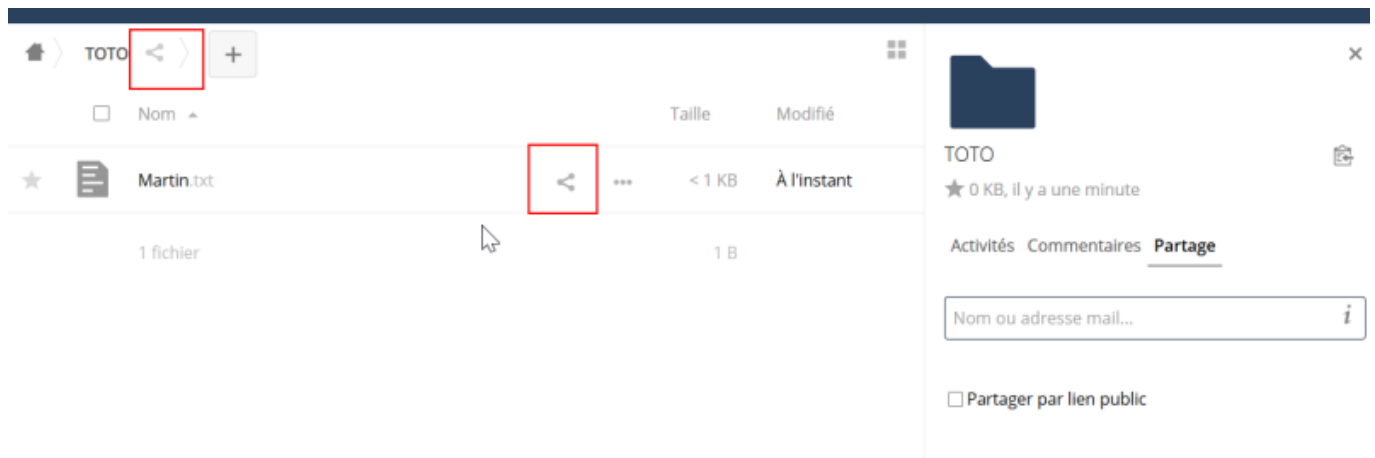 TOTO
+
Nom
Taille
Modifié
Martin.txt
... < 1 KB À l'instant
1 fichier
1 B
×
TOTO
0 KB, il y a une minute
Activités Commentaires Partage
Nom ou adresse mail...
i
Partager par lien public